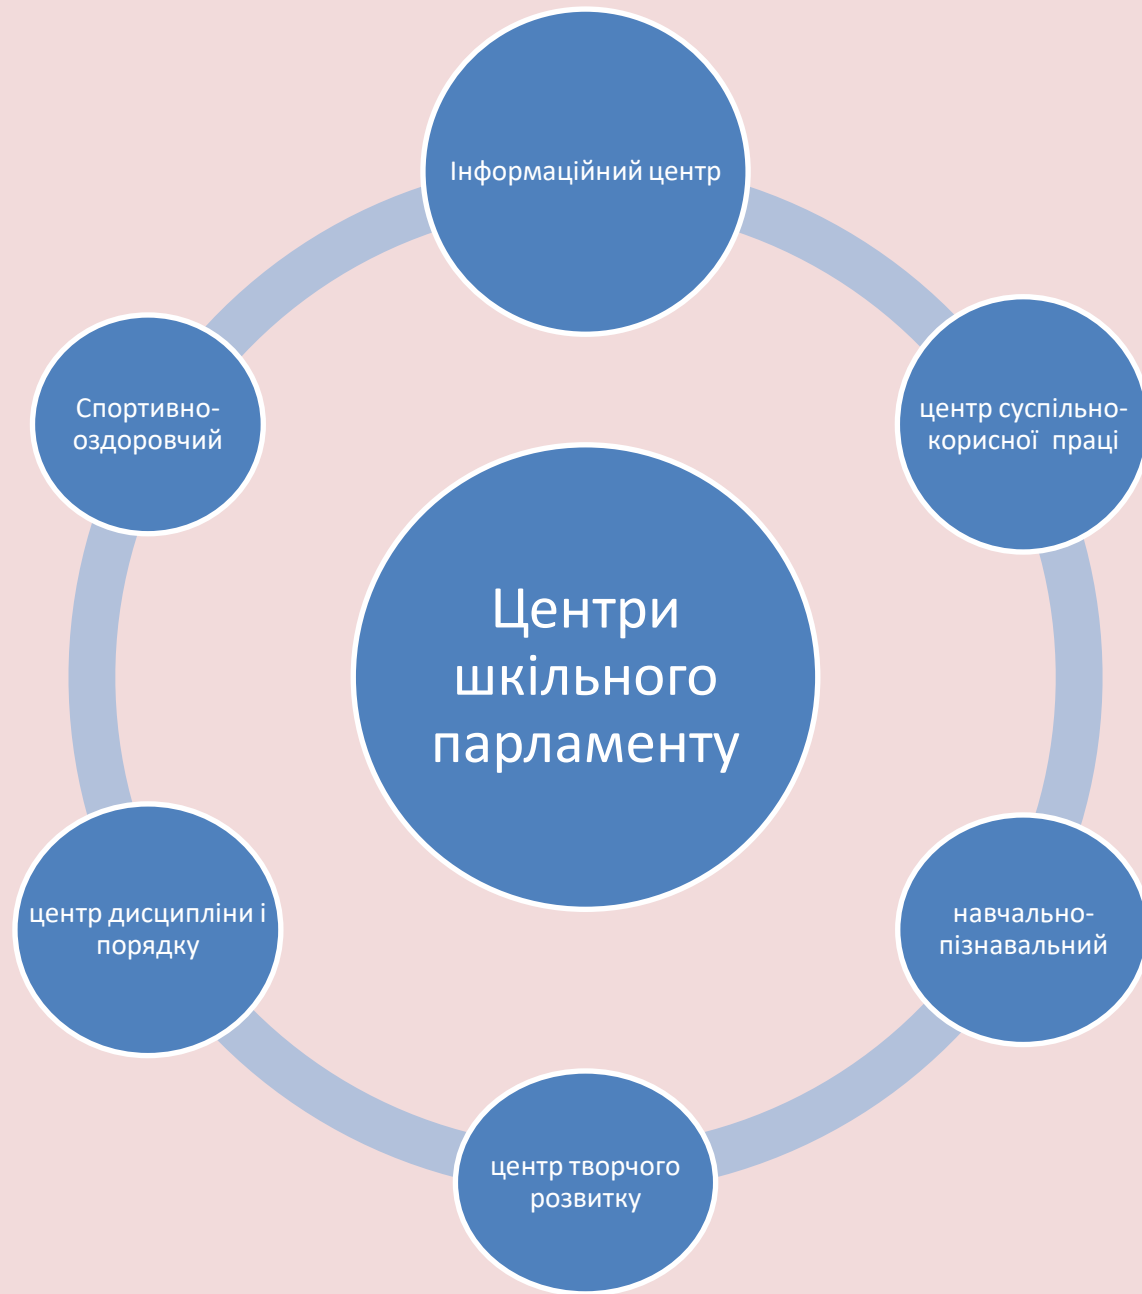 Інформаційний центр
центр суспільно-
корисної  праці
навчально-
пізнавальний
центр творчого
розвитку
центр дисципліни і
порядку
Спортивно-
оздоровчий
Центри
шкільного
парламенту